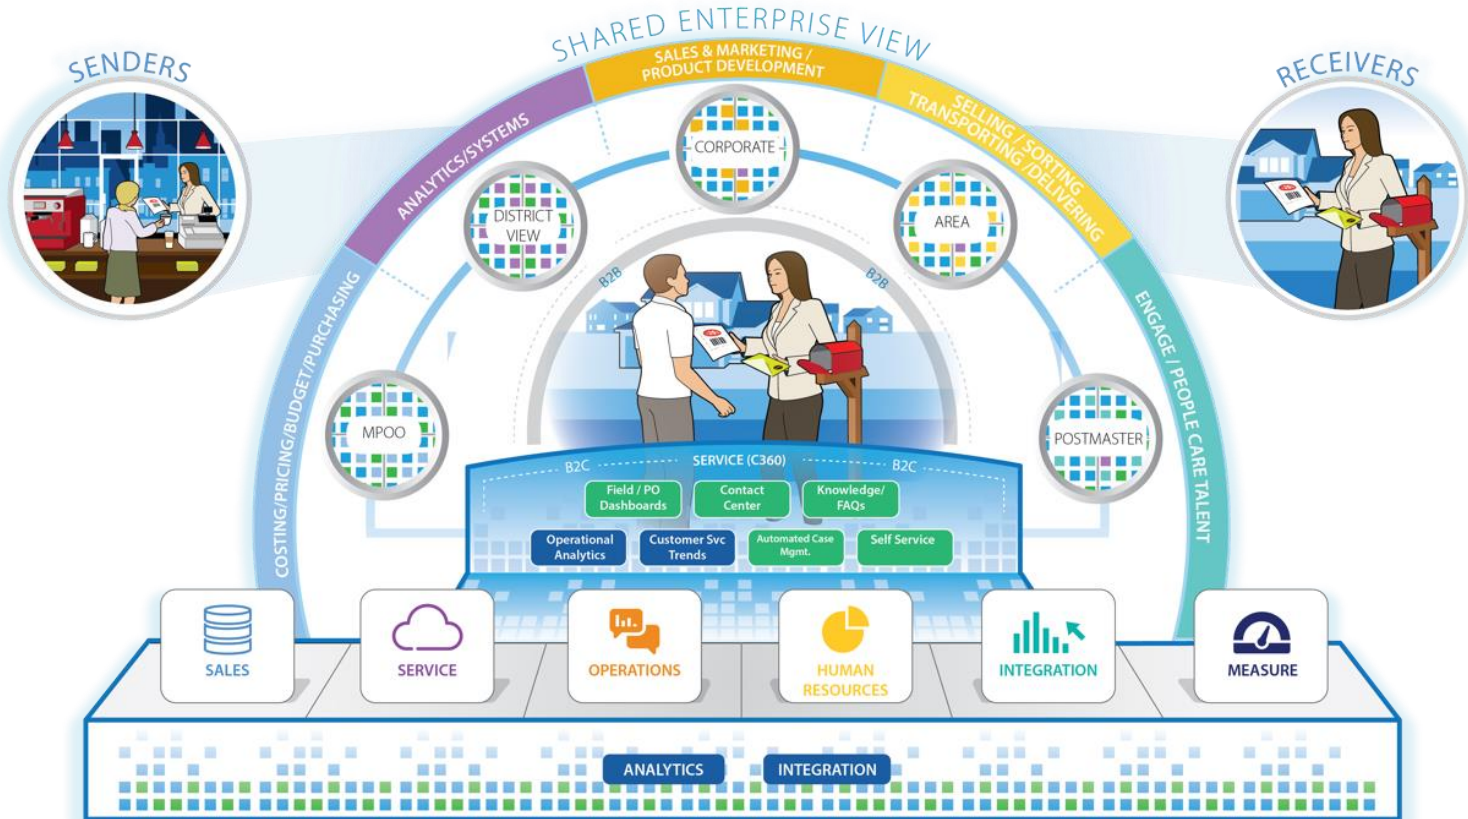 SHARED ENTERPRISE VIEW
SENDERS
RECEIVERS
SALES & MARKETING /
PRODUCT DEVELOPMENT
ANALYTICS/SYSTEMS
SELLING / SORTING
TRANSPORTING /DELIVERING
COSTING/PRICING/BUDGET/PURCHASING
ENGAGE / PEOPLE CARE TALENT
CORPORATE
DISTRICT
VIEW
AREA
MPOO
POSTMASTER
B2B
B2B
B2C
SERVICE (C360)
B2C
Field / PO
Dashboards
Contact
Center
Knowledge/
FAQs
Operational
Analytics
Customer Svc
Trends
Automated Case
Mgmt.
Self Service
SALES
SERVICE
OPERATIONS
HUMAN
RESOURCES
INTEGRATION
MEASURE
ANALYTICS
INTEGRATION